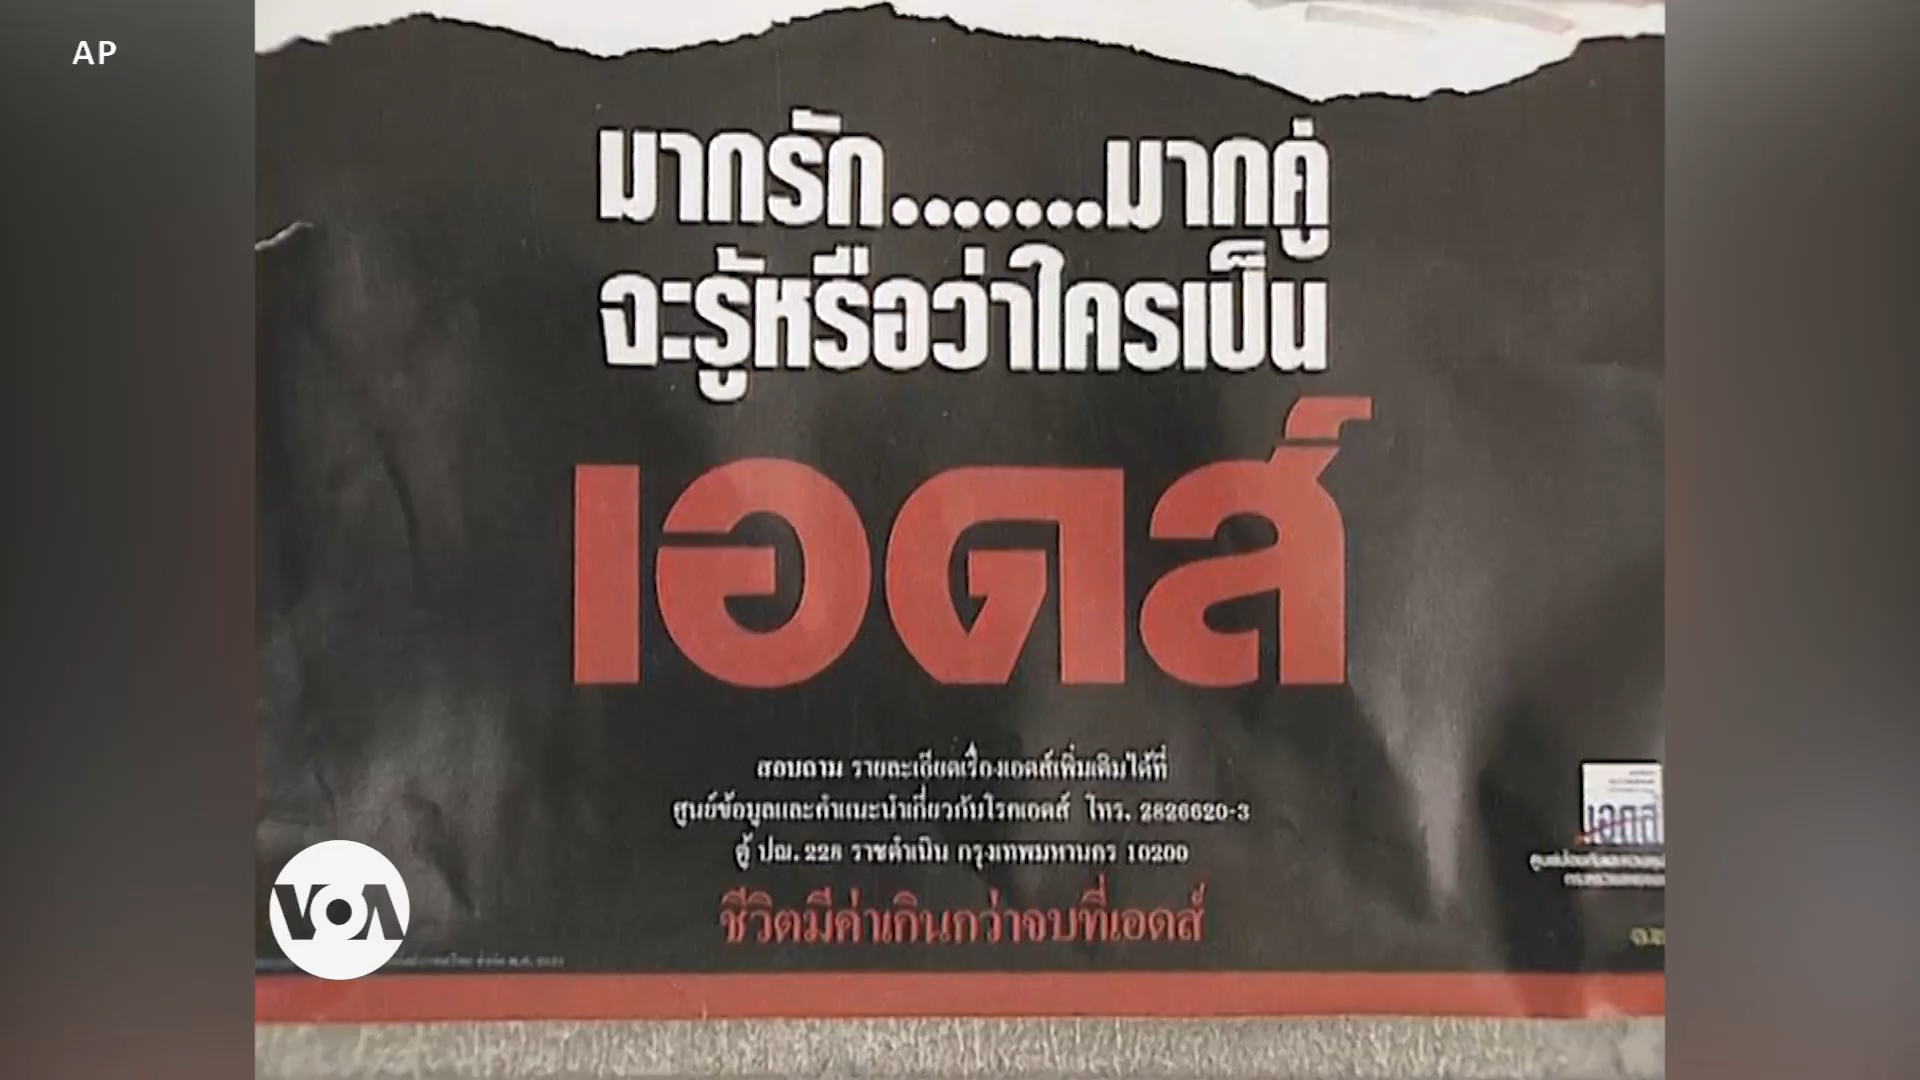 AP
มากรัก........มากคู่
จะรู้หรือว่าใครเป็น
เอดส์
สอบถาม รายละเอียดเรื่องเอดส์เพิ่มเติมได้ที่
ศูนย์ข้อมูลและคำแนะนำเกี่ยวกับโรคเอดส์ โทร. 2826620-3
ตู้ ปณ. 228 ราชดำเนิน กรุงเทพมหานคร 10200
ชีวิตมีค่าเกินกว่าจบที่เอดส์
เอดส์
VOA